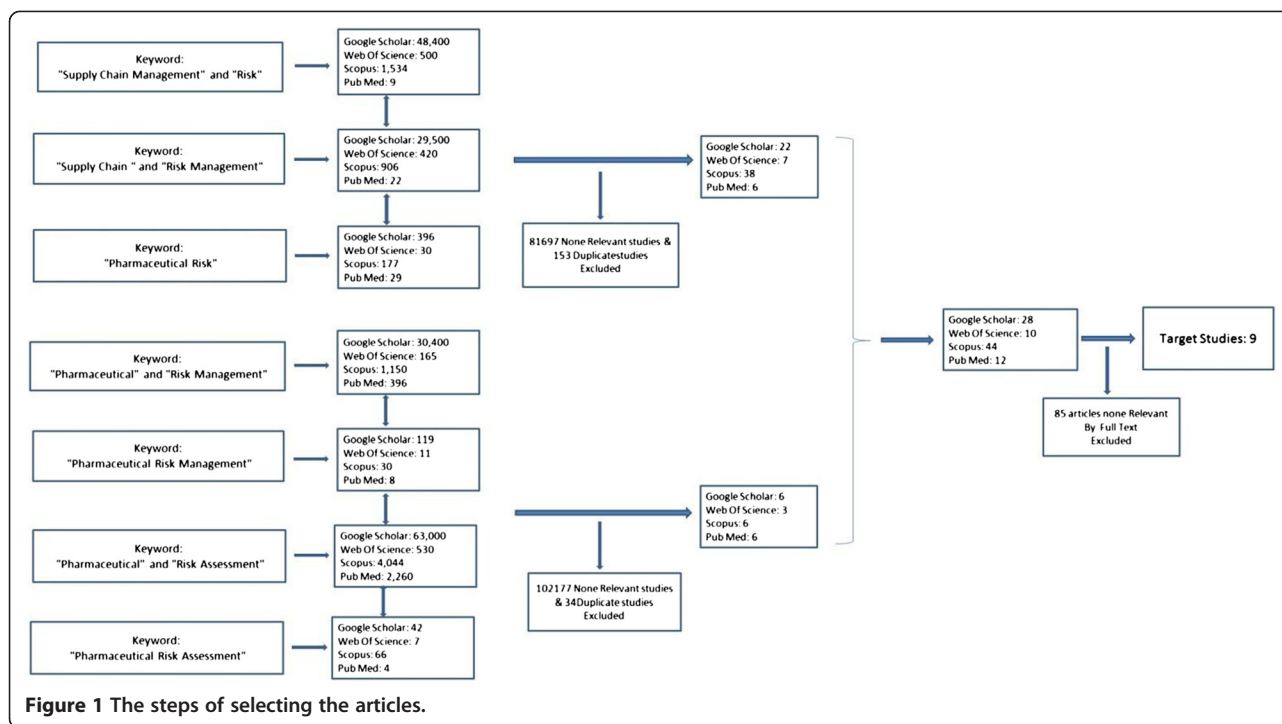 Keyword:
"Supply Chain Management" and "Risk"
Google Scholar: 48,400
Web Of Science: 500
Scopus: 1,534
Pub Med: 9
Keyword:
"Supply Chain " and "Risk Management"
Google Scholar: 29,500
Web Of Science: 420
Scopus: 906
Pub Med: 22
Keyword:
"Pharmaceutical Risk"
Google Scholar: 396
Web Of Science: 30
Scopus: 177
Pub Med: 29
Google Scholar: 22
Web Of Science: 7
Scopus: 38
Pub Med: 6
81697 None Relevant studies &
153 Duplicatestudies
Excluded
Keyword:
"Pharmaceutical" and "Risk Management"
Google Scholar: 30,400
Web Of Science: 165
Scopus: 1,150
Pub Med: 396
Keyword:
"Pharmaceutical Risk Management"
Google Scholar: 119
Web Of Science: 11
Scopus: 30
Pub Med: 8
Keyword:
"Pharmaceutical" and "Risk Assessment"
Google Scholar: 63,000
Web Of Science: 530
Scopus: 4,044
Pub Med: 2,260
Keyword:
"Pharmaceutical Risk Assessment"
Google Scholar: 42
Web Of Science: 7
Scopus: 66
Pub Med: 4
Google Scholar: 6
Web Of Science: 3
Scopus: 6
Pub Med: 6
102177 None Relevant studies
& 34Duplicate studies
Excluded
Google Scholar: 28
Web Of Science: 10
Scopus: 44
Pub Med: 12
Target Studies: 9
85 articles none Relevant
By Full Text
Excluded
Figure 1 The steps of selecting the articles.